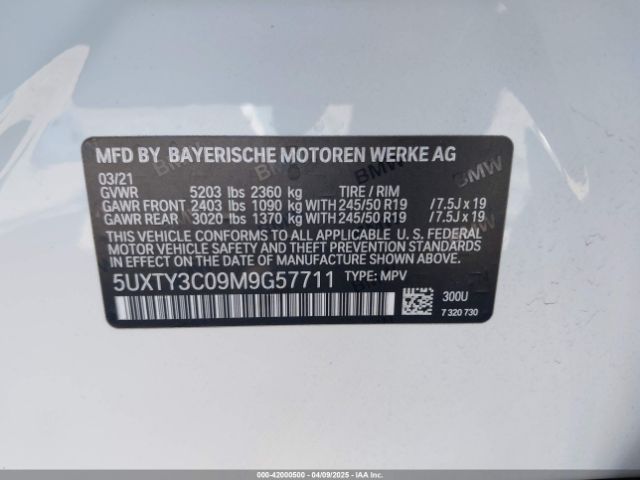 MFD BY BAYERISCHE MOTOREN WERKE AG
03/21
GVWR 5203 lbs 2360 kg TIRE / RIM
GAWR FRONT 2403 lbs 1090 kg WITH 245/50 R19 / 7.5J x 19
GAWR REAR 3020 lbs 1370 kg WITH 245/50 R19 / 7.5J x 19
THIS VEHICLE CONFORMS TO ALL APPLICABLE U. S. FEDERAL
MOTOR VEHICLE SAFETY, BUMPER, AND THEFT PREVENTION STANDARDS
IN EFFECT ON THE DATE OF MANUFACTURE SHOWN ABOVE.
5UXTY3C09M9G57711 TYPE: MPV
300U
7 320 730
BMW
000-42000500 04/09/2025 IAA Inc.